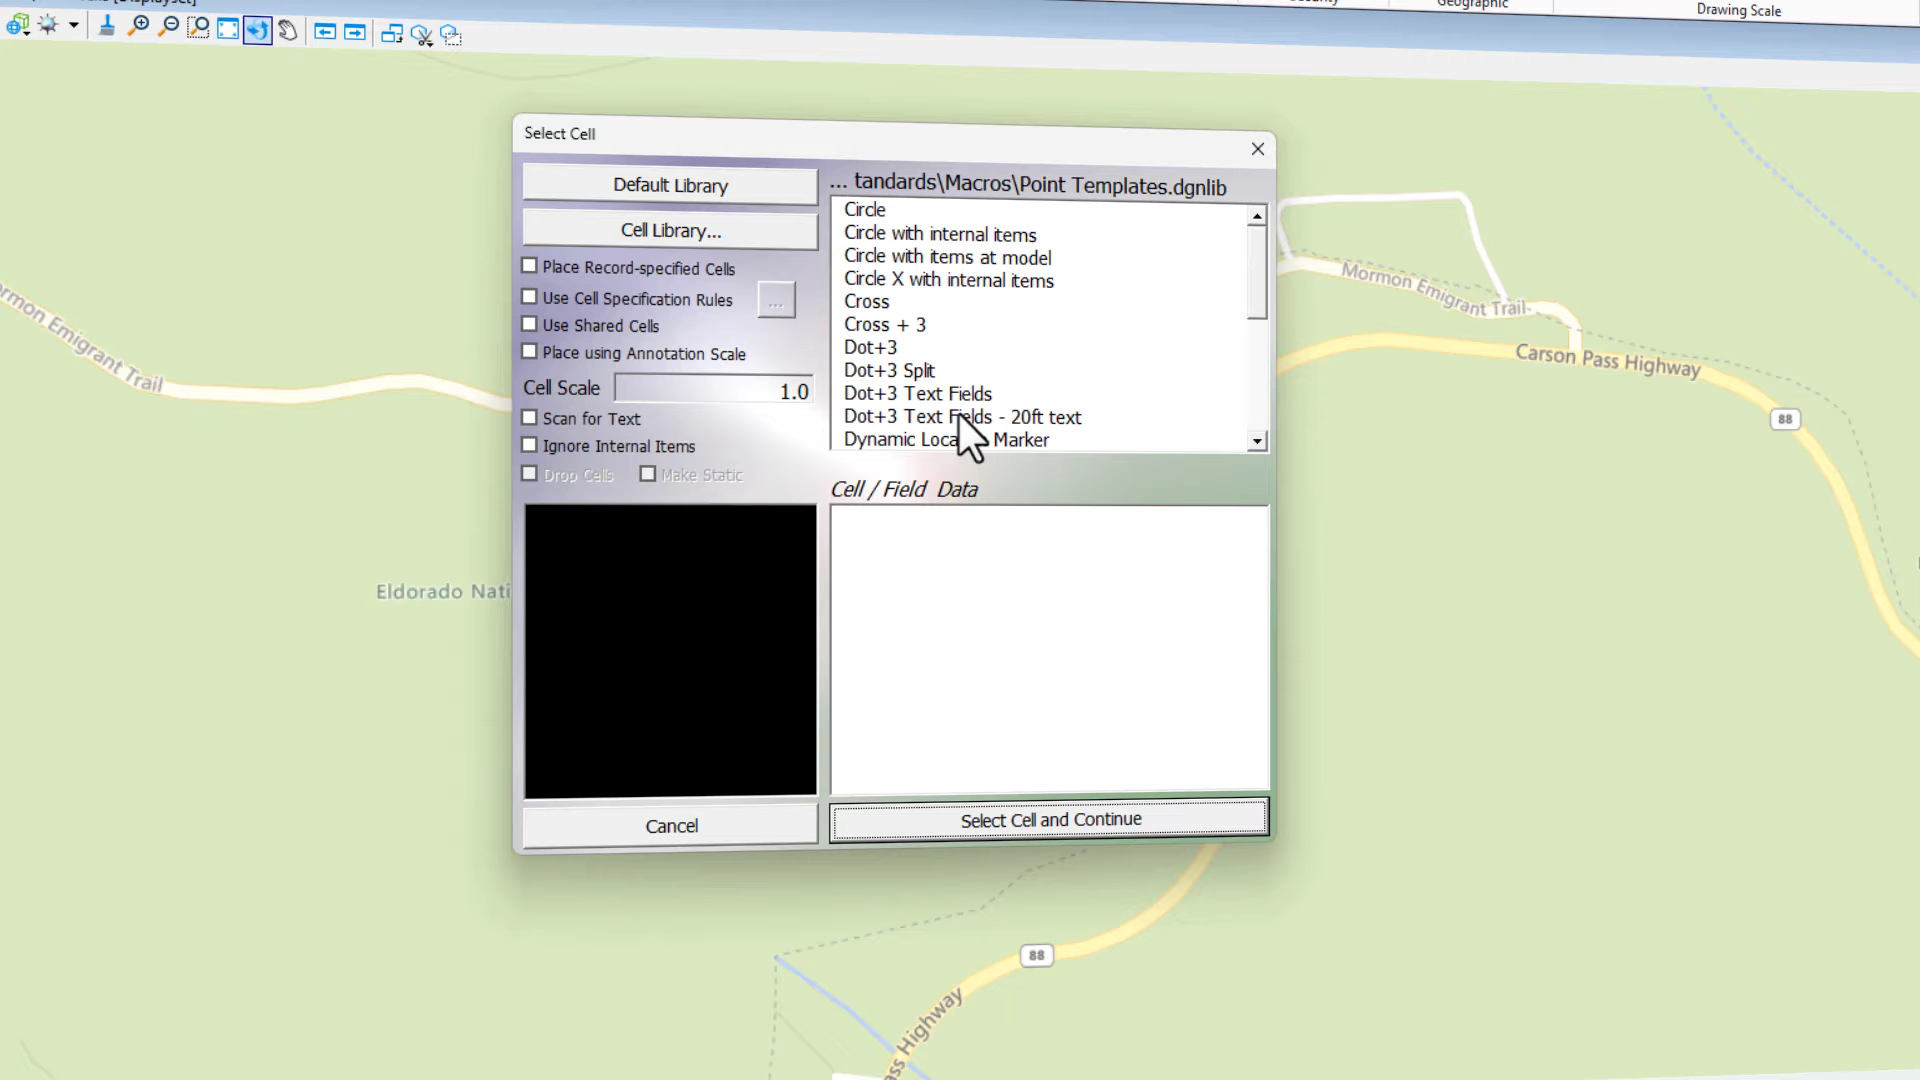 Geographic
Drawing Scale
Select Cell
Default Library
... tandards\Macros\Point Templates.dgnlib
Cell Library...
Place Record-specified Cells
Use Cell Specification Rules
...
Use Shared Cells
Place using Annotation Scale
Cell Scale 1.0
Scan for Text
Ignore Internal Items
Drop Cells Make Static
Circle
Circle with internal items
Circle with items at model
Circle X with internal items
Cross
Cross + 3
Dot+3
Dot+3 Split
Dot+3 Text Fields
Dot+3 Text Fields - 20ft text
Dynamic Marker
Cell / Field Data
Cancel
Select Cell and Continue
Mormon Emigrant Trail
Emigrant Trail
Carson Pass Highway
88
Eldorado
88
Highway